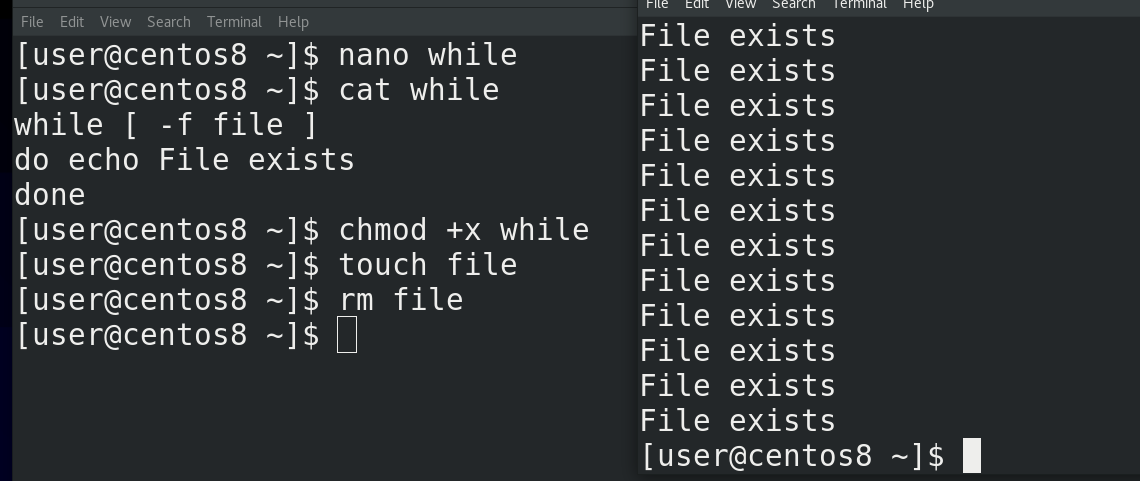 File Edit View Search Terminal Help
[user@centos8 ~]$ nano while
[user@centos8 ~]$ cat while
while [ -f file ]
do echo File exists
done
[user@centos8 ~]$ chmod +x while
[user@centos8 ~]$ touch file
[user@centos8 ~]$ rm file
[user@centos8 ~]$
File Edit View Search Terminal Help
File exists
File exists
File exists
File exists
File exists
File exists
File exists
File exists
File exists
File exists
File exists
File exists
[user@centos8 ~]$